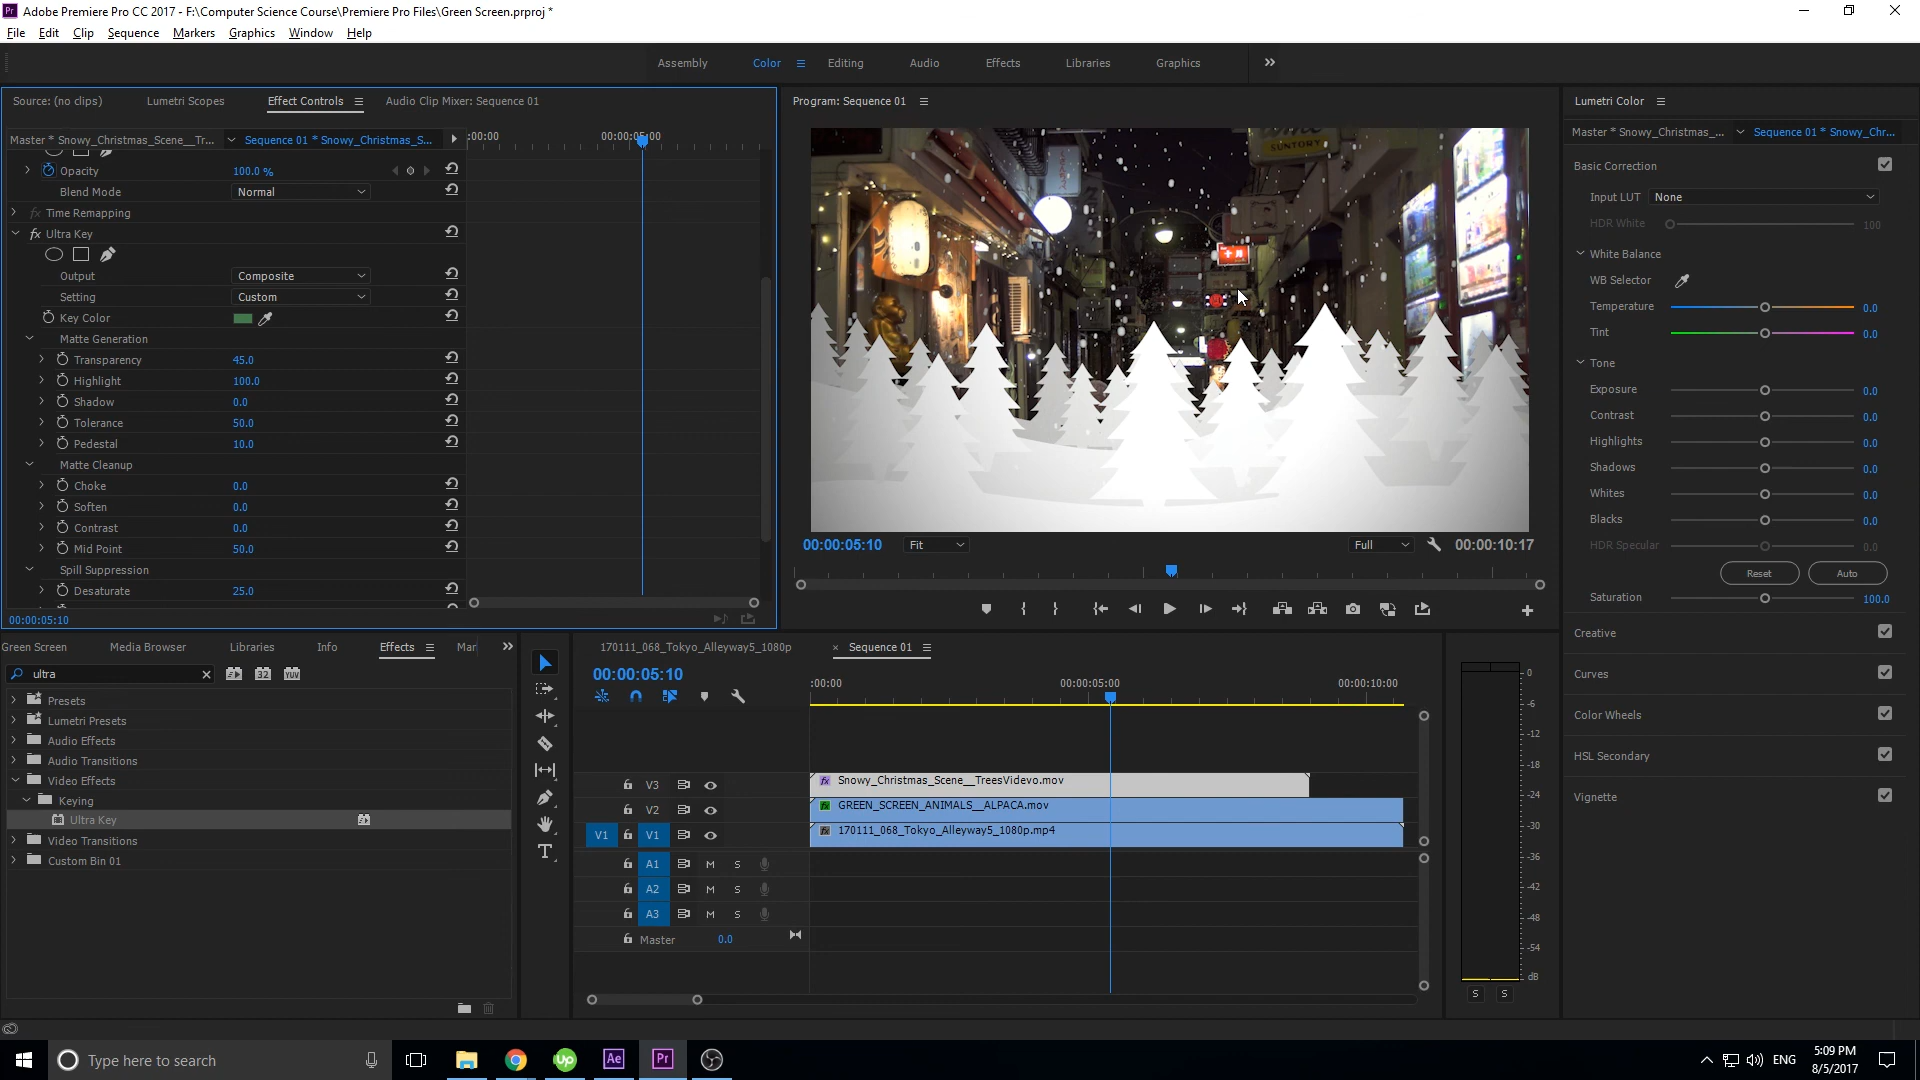 Adobe Premiere Pro CC 2017 - F:\Computer Science Course\Premiere Pro Files\Green Screen.prproj *
File Edit Clip Sequence Markers Graphics Window Help
Assembly Color Editing Audio Effects Libraries Graphics
Source: (no clips) Lumetri Scopes Effect Controls Audio Clip Mixer: Sequence 01
Master * Snowy_Christmas_Scene__Tr... Sequence 01 * Snowy_Christmas_S...
:00:00 00:00:05:00
Opacity 100.0 %
Blend Mode Normal
fx Time Remapping
fx Ultra Key
Output Composite
Setting Custom
Key Color
Matte Generation
Transparency 45.0
Highlight 100.0
Shadow 0.0
Tolerance 50.0
Pedestal 10.0
Matte Cleanup
Choke 0.0
Soften 0.0
Contrast 0.0
Mid Point 50.0
Spill Suppression
Desaturate 25.0
00:00:05:10
Program: Sequence 01
SUNTORY
00:00:05:10 Fit Full 00:00:10:17
Lumetri Color
Master * Snowy_Christmas_... Sequence 01 * Snowy_Chr...
Basic Correction
Input LUT None
HDR White 100
White Balance
WB Selector
Temperature 0.0
Tint 0.0
Tone
Exposure 0.0
Contrast 0.0
Highlights 0.0
Shadows 0.0
Whites 0.0
Blacks 0.0
HDR Specular 0.0
Reset Auto
Saturation 100.0
Creative
Curves
Color Wheels
HSL Secondary
Vignette
Green Screen Media Browser Libraries Info Effects Mar
ultra
32 YUV
Presets
Lumetri Presets
Audio Effects
Audio Transitions
Video Effects
Keying
Ultra Key
Video Transitions
Custom Bin 01
170111_068_Tokyo_Alleyway5_1080p × Sequence 01
00:00:05:10
:00:00 00:00:05:00 00:00:10:00
V3 fx Snowy_Christmas_Scene__TreesVidevo.mov
V2 fx GREEN_SCREEN_ANIMALS__ALPACA.mov
V1 V1 fx 170111_068_Tokyo_Alleyway5_1080p.mp4
A1 M S
A2 M S
A3 M S
Master 0.0
0
-6
-12
-18
-24
-30
-36
-42
-48
-54
dB
S S
Type here to search
Up Ae Pr
ENG
5:09 PM
8/5/2017